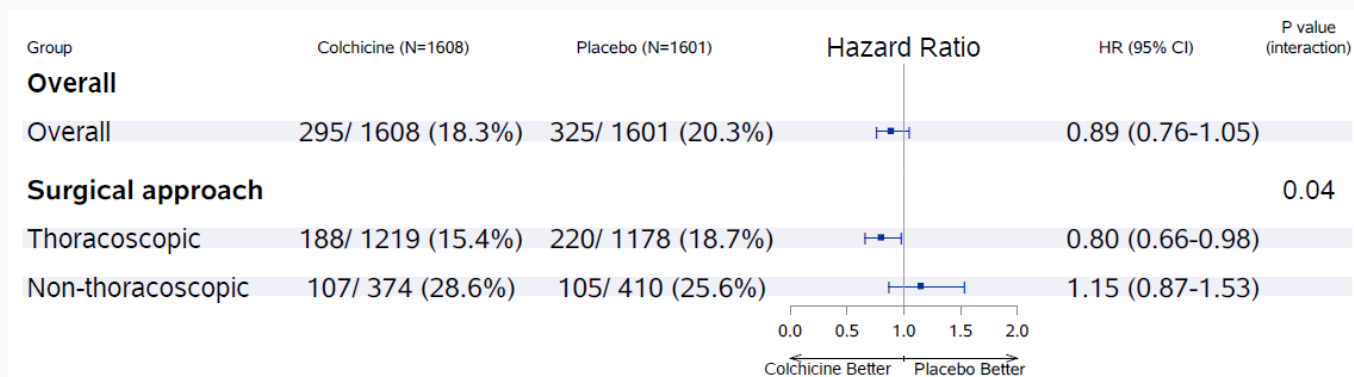 Group Colchicine (N=1608) Placebo (N=1601) Hazard Ratio HR (95% CI) P value (interaction)
Overall
Overall 295/ 1608 (18.3%) 325/ 1601 (20.3%) 0.89 (0.76-1.05)
Surgical approach 0.04
Thoracoscopic 188/ 1219 (15.4%) 220/ 1178 (18.7%) 0.80 (0.66-0.98)
Non-thoracoscopic 107/ 374 (28.6%) 105/ 410 (25.6%) 1.15 (0.87-1.53)
0.0 0.5 1.0 1.5 2.0
Colchicine Better Placebo Better